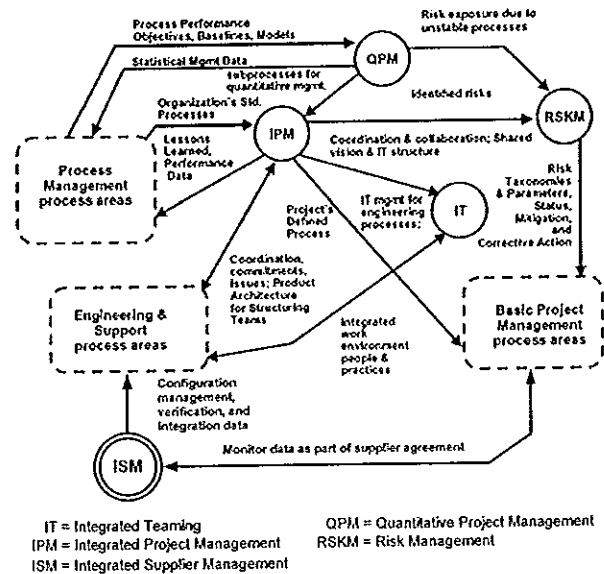 Process Performance
Objectives, Baselines, Models
Risk exposure due to
unstable processes
QPM
Statistical Mgmt Data
subprocesses for
quantitative mgmt.
Identified risks
Organization's Std.
Processes
IPM
RSKM
Lessons
Learned,
Performance
Data
Coordination & collaboration; Shared
vision & IT structure
Process
Management
process areas
Risk
Taxonomies
& Parameters,
Status,
Mitigation,
and
Corrective Action
Project's
Defined
Process
IT mgmt for
engineering
processes;
IT
Coordination,
commitments,
Issues; Product
Architecture
for Structuring
Teams
Engineering &
Support
process areas
Basic Project
Management
process areas
Integrated
work
environment
people &
practices
Configuration
management,
verification, and
Integration data
Monitor data as part of supplier agreement
ISM
IT = Integrated Teaming
QPM = Quantitative Project Management
IPM = Integrated Project Management
RSKM = Risk Management
ISM = Integrated Supplier Management